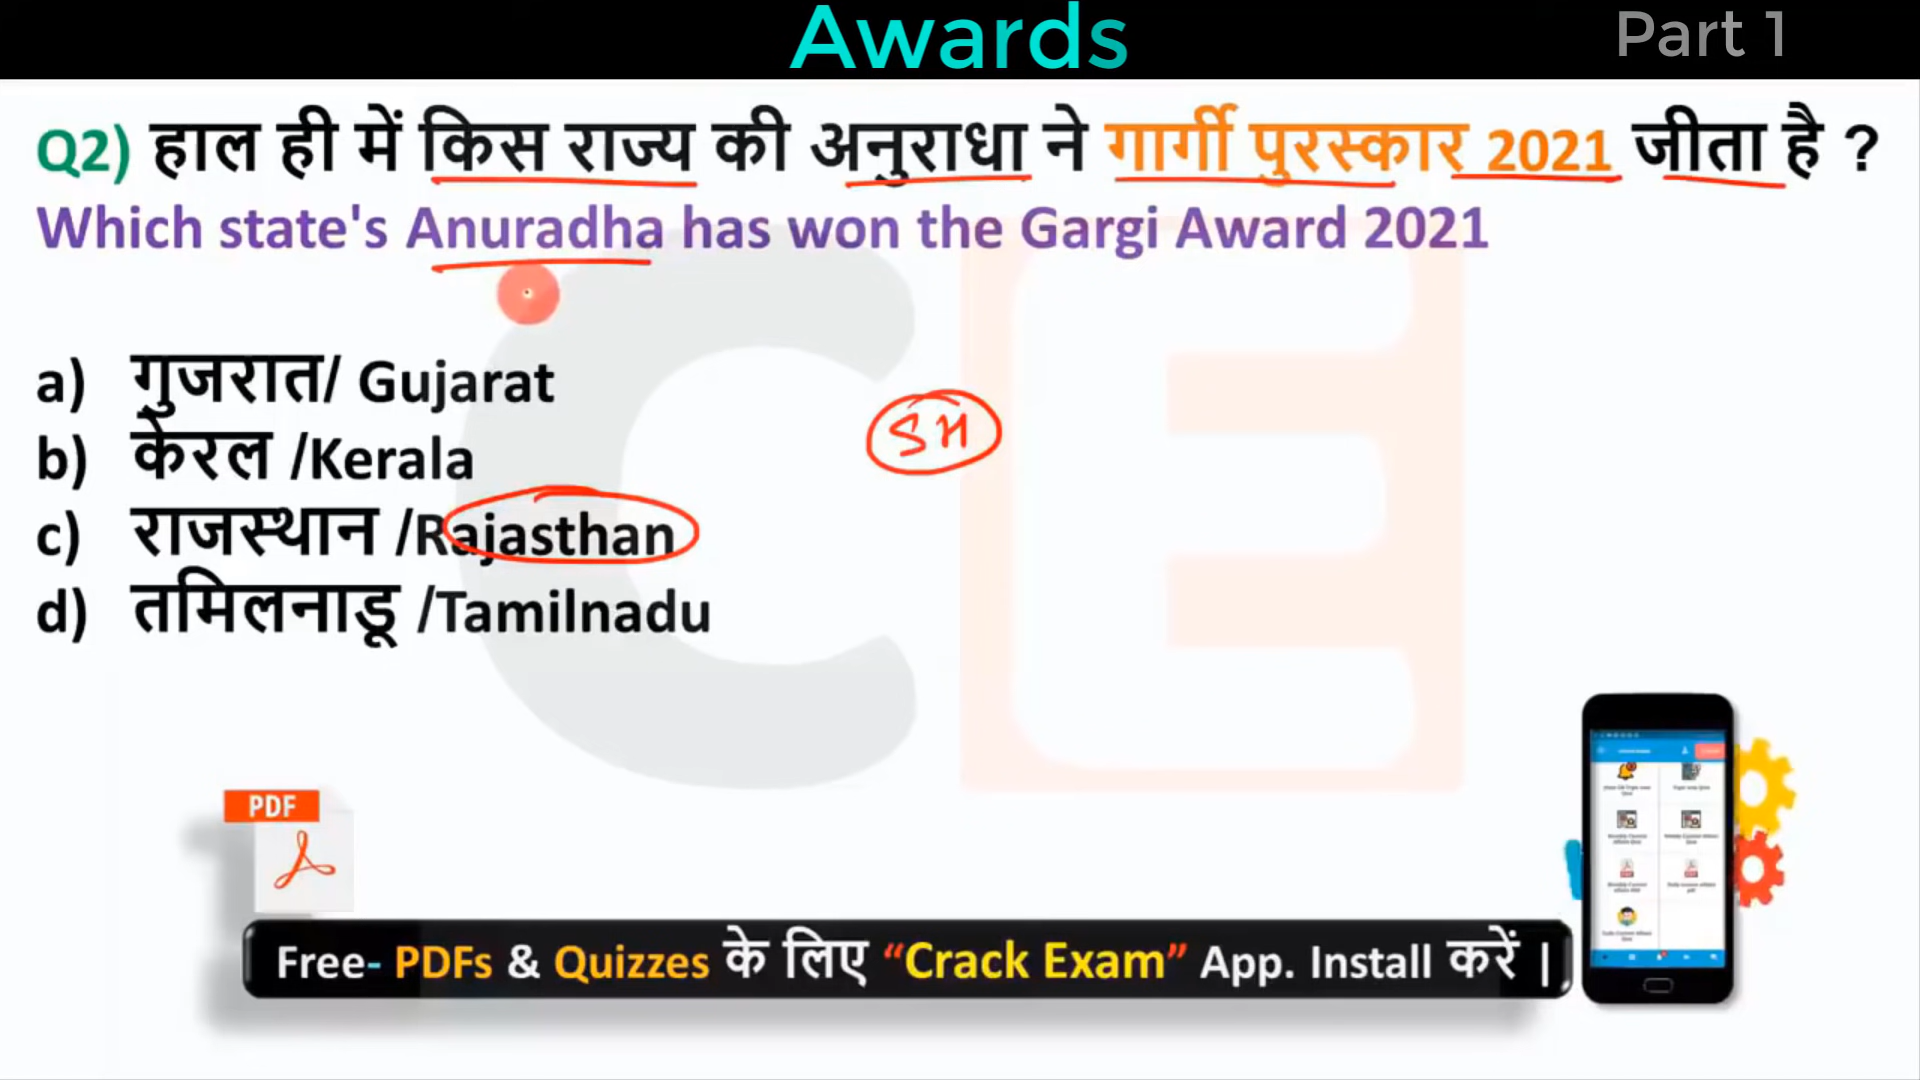 Awards
Part 1
Q2) हाल ही में किस राज्य की अनुराधा ने गार्गी पुरस्कार 2021 जीता है ?
Which state's Anuradha has won the Gargi Award 2021
a) गुजरात/ Gujarat
b) केरल /Kerala
SH
c) राजस्थान /Rajasthan
d) तमिलनाडू /Tamilnadu
PDF
Free- PDFs & Quizzes के लिए “Crack Exam” App. Install करें |